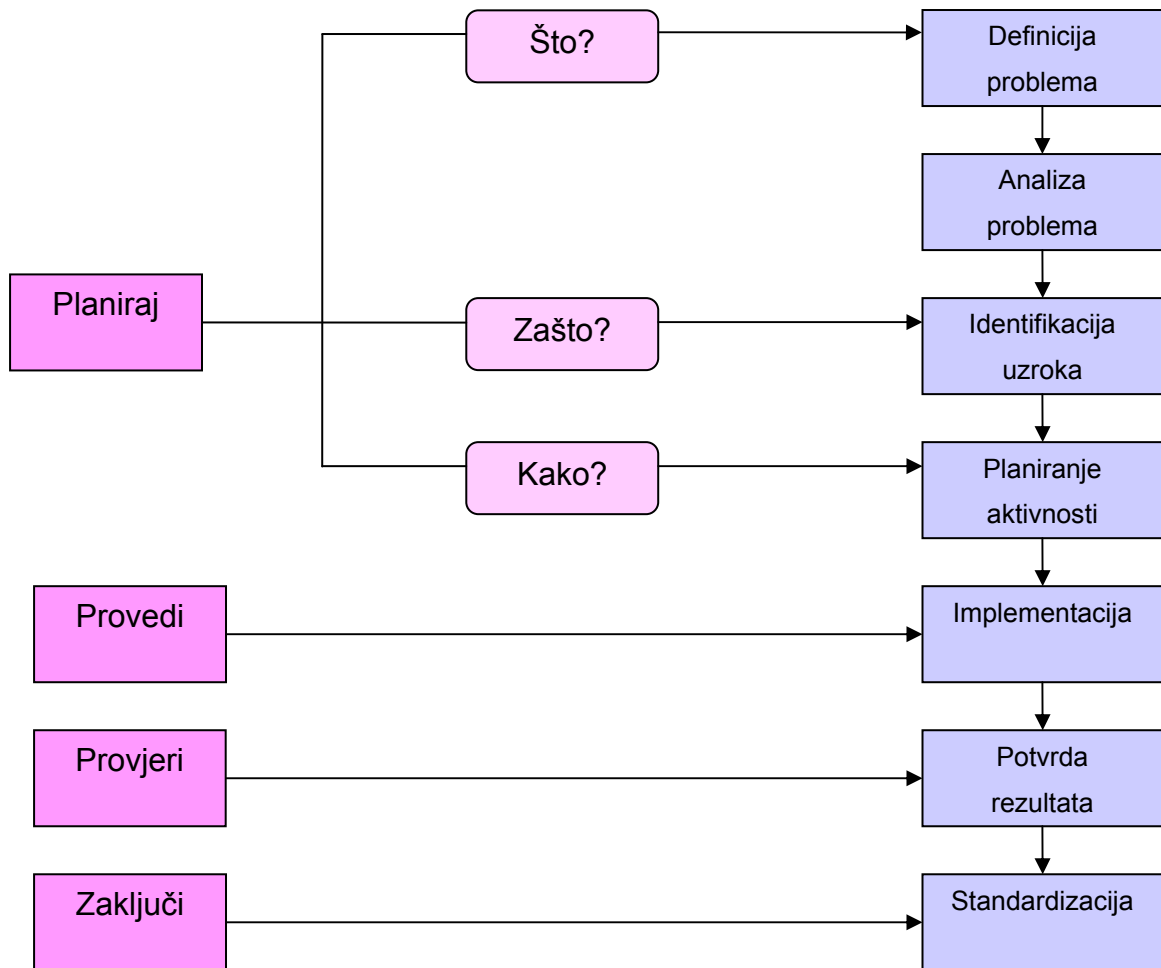 Što?
Definicija
problema
Analiza
problema
Planiraj
Zašto?
Identifikacija
uzroka
Kako?
Planiranje
aktivnosti
Provedi
Implementacija
Provjeri
Potvrda
rezultata
Zaključi
Standardizacija